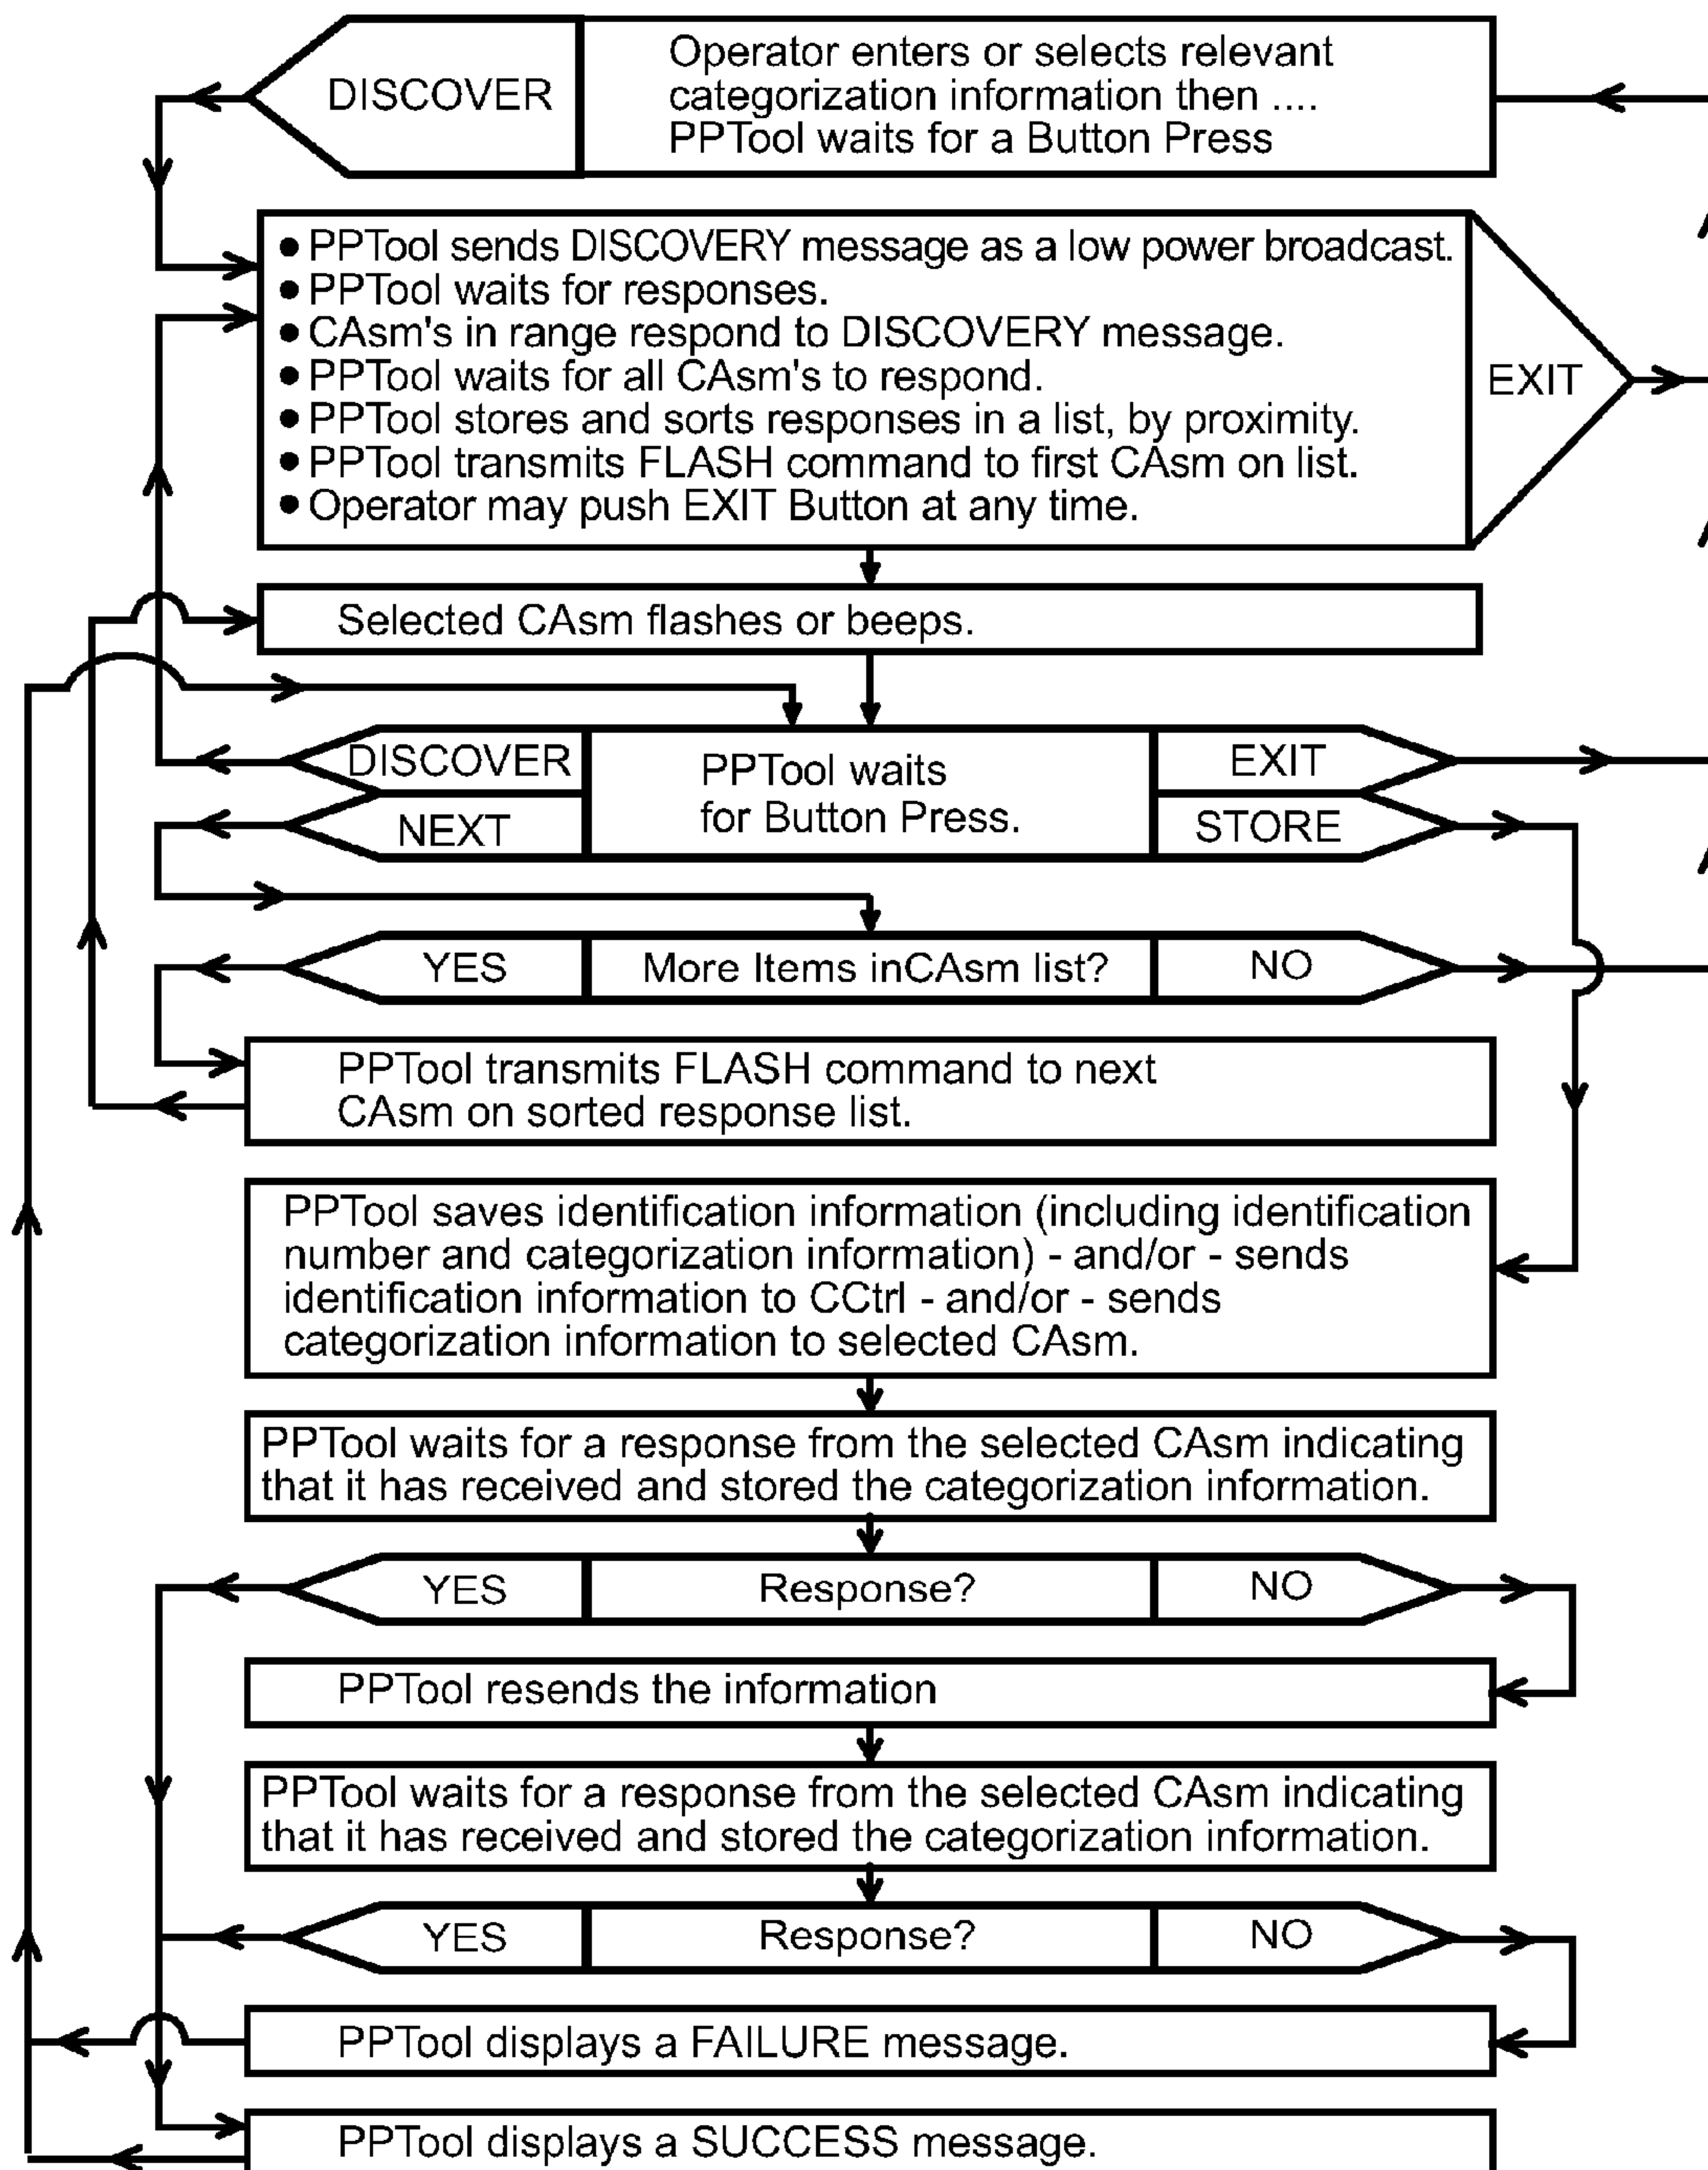 DISCOVER
Operator enters or selects relevant
categorization information then ....
PPTool waits for a Button Press
● PPTool sends DISCOVERY message as a low power broadcast.
● PPTool waits for responses.
● CAsm's in range respond to DISCOVERY message.
● PPTool waits for all CAsm's to respond.
● PPTool stores and sorts responses in a list, by proximity.
● PPTool transmits FLASH command to first CAsm on list.
● Operator may push EXIT Button at any time.
EXIT
Selected CAsm flashes or beeps.
DISCOVER
NEXT
PPTool waits
for Button Press.
EXIT
STORE
YES
More Items inCAsm list?
NO
PPTool transmits FLASH command to next
CAsm on sorted response list.
PPTool saves identification information (including identification
number and categorization information) - and/or - sends
identification information to CCtrl - and/or - sends
categorization information to selected CAsm.
PPTool waits for a response from the selected CAsm indicating
that it has received and stored the categorization information.
YES
Response?
NO
PPTool resends the information
PPTool waits for a response from the selected CAsm indicating
that it has received and stored the categorization information.
YES
Response?
NO
PPTool displays a FAILURE message.
PPTool displays a SUCCESS message.